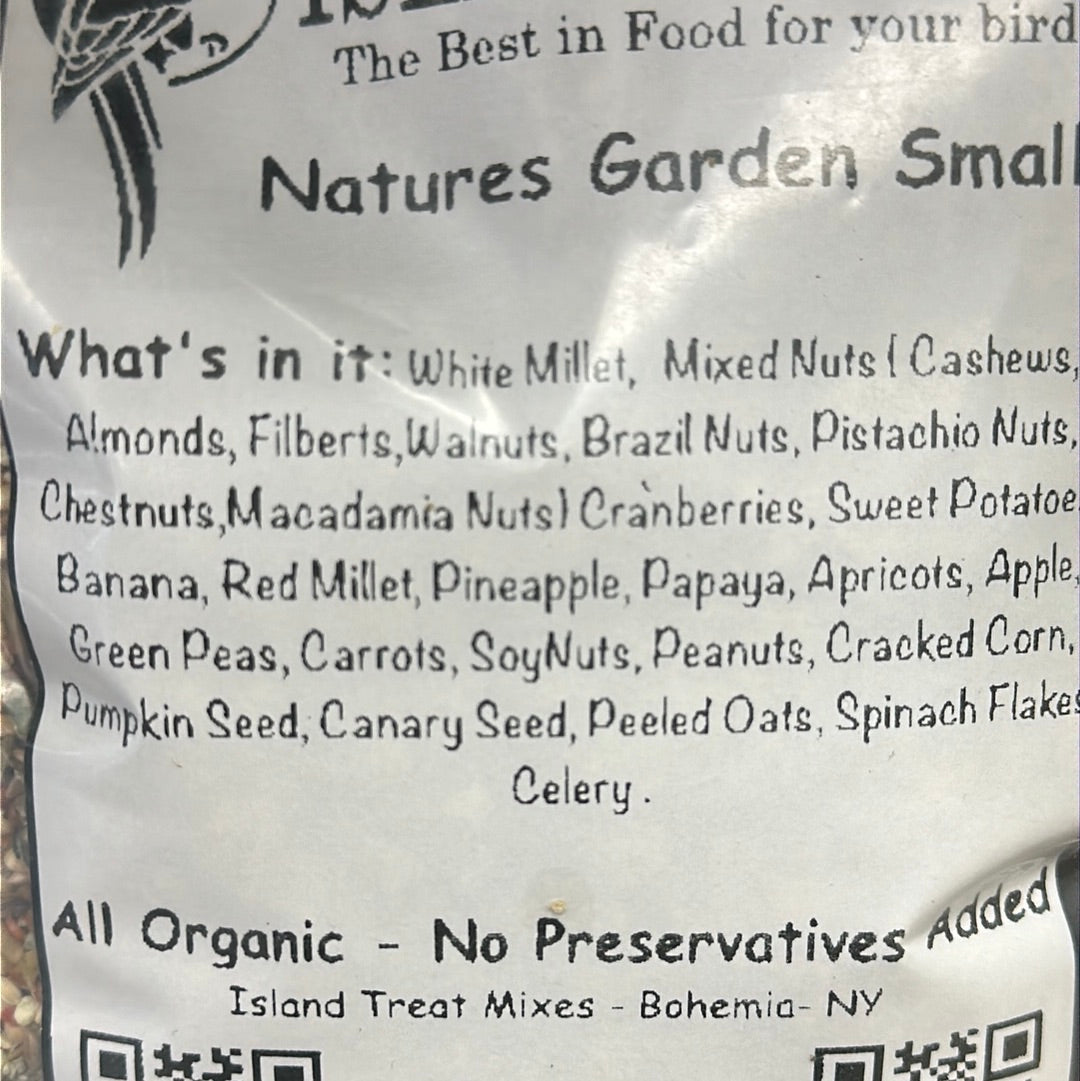 The Best in Food for your bird
Natures Garden Small
What's in it: White Millet, Mixed Nuts ( Cashews,
Almonds, Filberts,Walnuts, Brazil Nuts, Pistachio Nuts,
Chestnuts,Macadamia Nuts) Cranberries, Sweet Potatoe
Banana, Red Millet, Pineapple, Papaya, Apricots, Apple,
Green Peas, Carrots, SoyNuts, Peanuts, Cracked Corn,
Pumpkin Seed, Canary Seed, Peeled Oats, Spinach Flakes
Celery .
All Organic - No Preservatives Added
Island Treat Mixes - Bohemia- NY